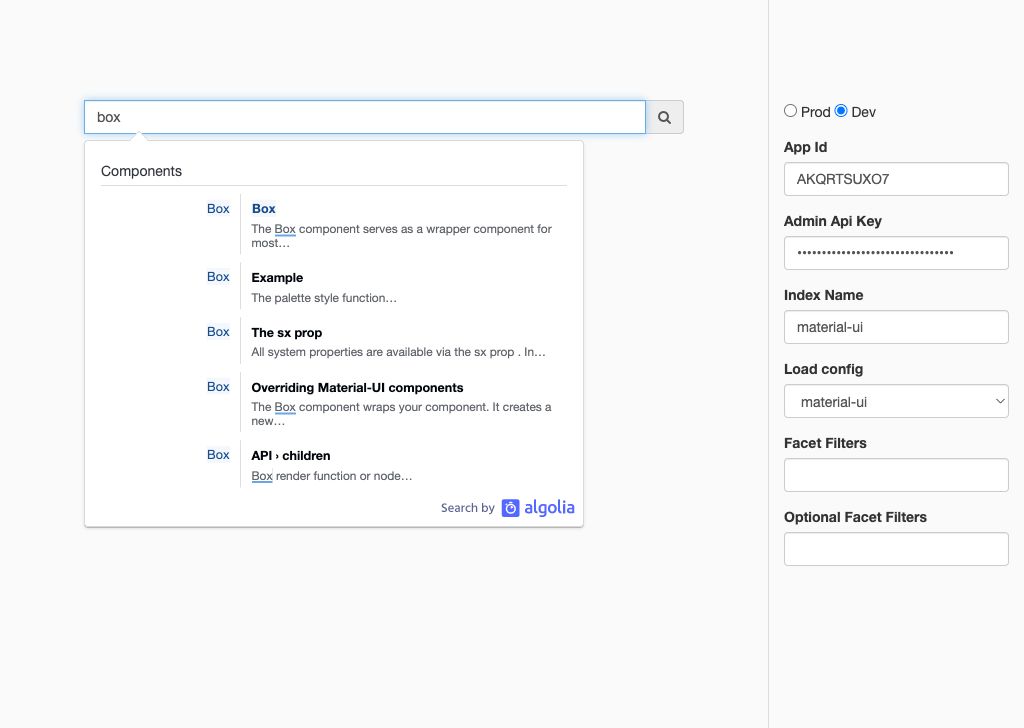 box
Components
Box
Box
The Box component serves as a wrapper component for
most…
Box
Example
The palette style function…
Box
The sx prop
All system properties are available via the sx prop . In…
Box
Overriding Material-UI components
The Box component wraps your component. It creates a
new…
Box
API › children
Box render function or node…
Search by algolia
Prod Dev
App Id
AKQRTSUXO7
Admin Api Key
••••••••••••••••••••••••••••••••
Index Name
material-ui
Load config
material-ui
Facet Filters
Optional Facet Filters